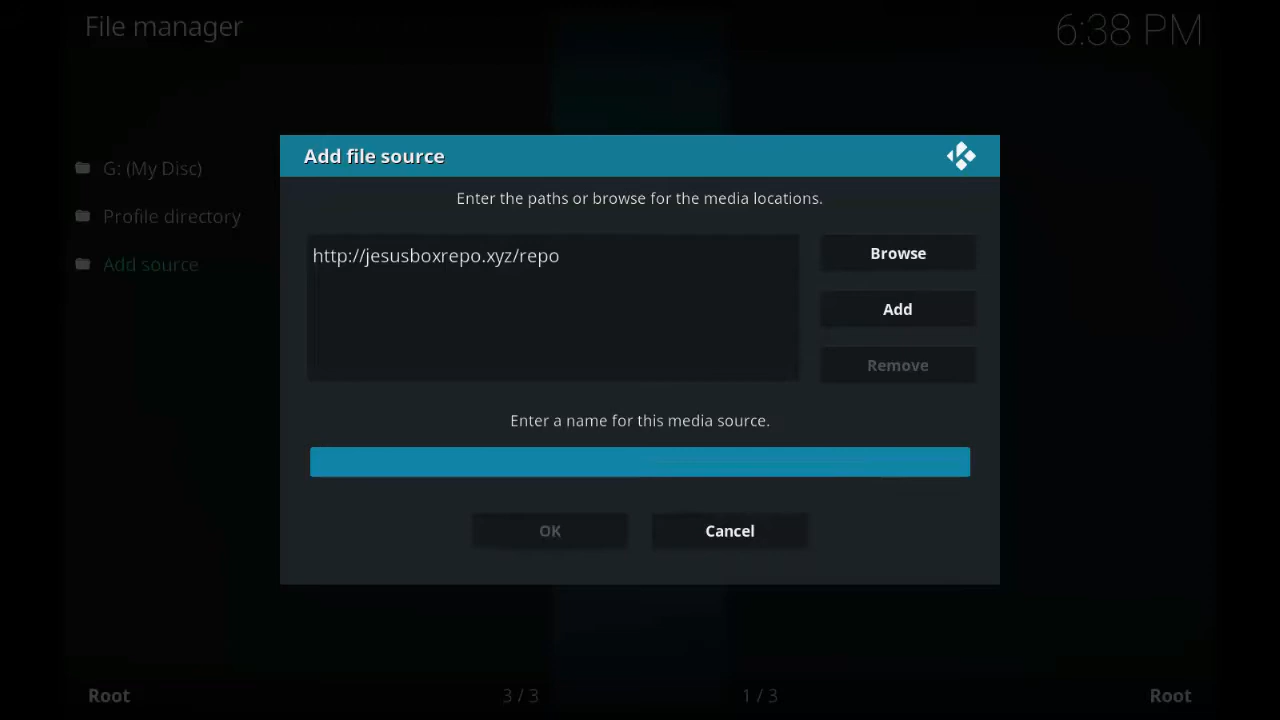 File manager
6:38 PM
G: (My Disc)
Profile directory
Add source
Add file source
Enter the paths or browse for the media locations.
http://jesusboxrepo.xyz/repo
Browse
Add
Remove
Enter a name for this media source.
OK
Cancel
Root
3 / 3
1 / 3
Root